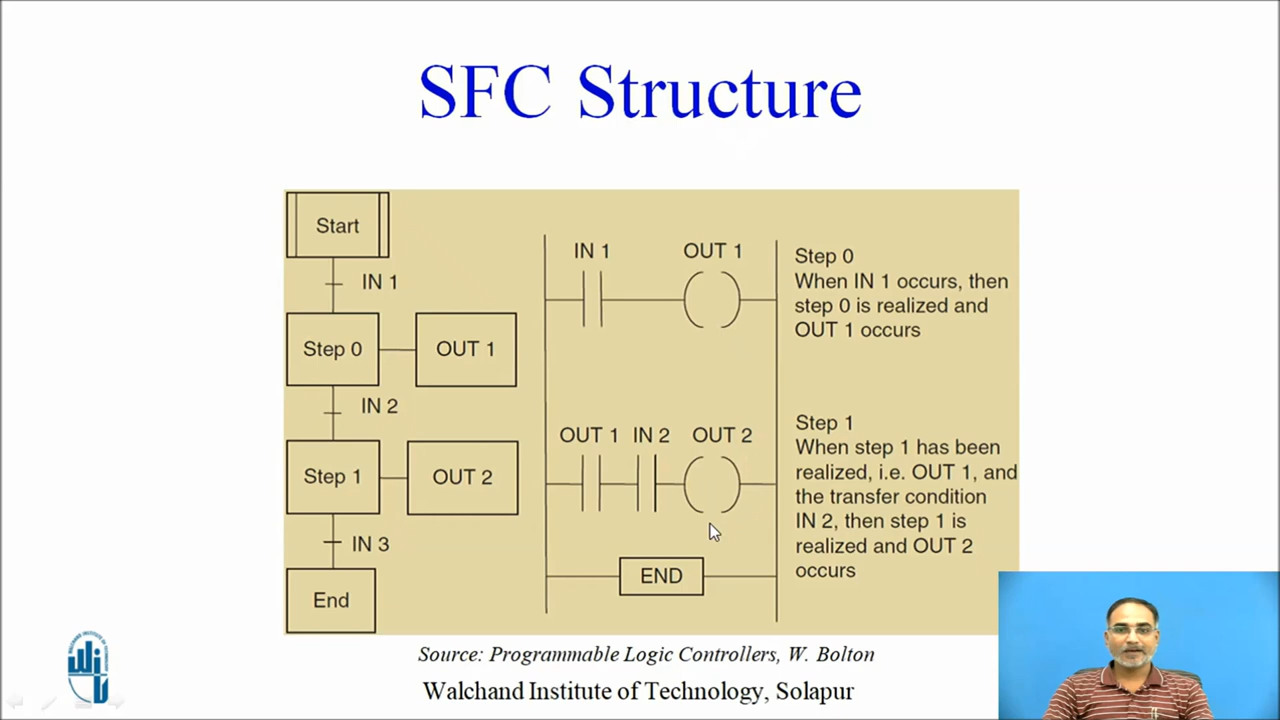 SFC Structure
Start
IN 1
Step 0
OUT 1
IN 2
Step 1
OUT 2
IN 3
End
IN 1
OUT 1
OUT 1
IN 2
OUT 2
END
Step 0
When IN 1 occurs, then
step 0 is realized and
OUT 1 occurs
Step 1
When step 1 has been
realized, i.e. OUT 1, and
the transfer condition
IN 2, then step 1 is
realized and OUT 2
occurs
Source: Programmable Logic Controllers, W. Bolton
Walchand Institute of Technology, Solapur